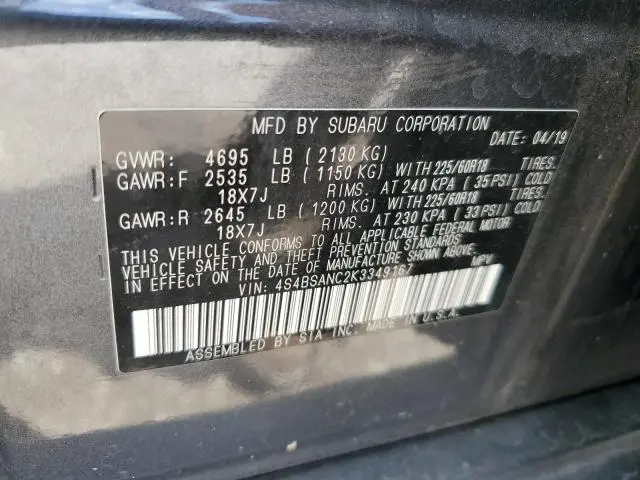 MFD BY SUBARU CORPORATION
DATE: 04/19
GVWR: 4695 LB (2130 KG)
GAWR:F 2535 LB (1150 KG) WITH 225/60R18 TIRES.
18X7J RIMS. AT 240 KPA (35 PSI) COLD
GAWR:R 2645 LB (1200 KG) WITH 225/60R18 TIRES.
18X7J RIMS. AT 230 KPA (33 PSI) COLD
THIS VEHICLE CONFORMS TO ALL APPLICABLE FEDERAL MOTOR
VEHICLE SAFETY AND THEFT PREVENTION STANDARDS
IN EFFECT ON THE DATE OF MANUFACTURE SHOWN ABOVE.
VIN: 4S4BSANC2K3349167 MPV
ASSEMBLED BY SIA INC. MADE IN U.S.A.